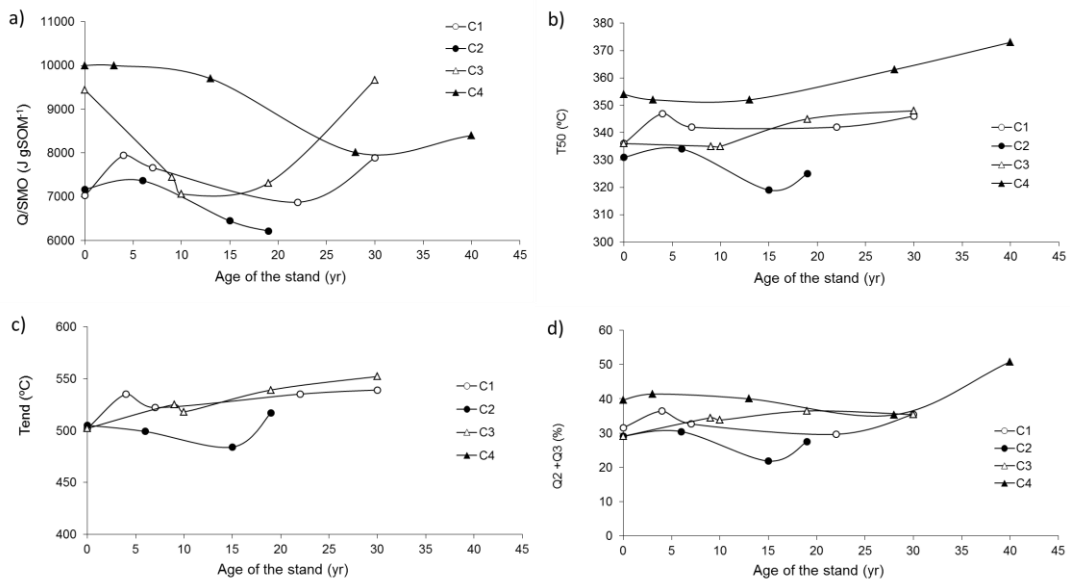 a)
11000
10000
9000
8000
7000
6000
Q/SMO (J gSOM⁻¹)
0 5 10 15 20 25 30 35 40 45
Age of the stand (yr)
C1
C2
C3
C4
b)
380
370
360
350
340
330
320
310
300
T50 (ºC)
0 5 10 15 20 25 30 35 40 45
Age of the stand (yr)
C1
C2
C3
C4
c)
600
550
500
450
400
Tend (ºC)
0 5 10 15 20 25 30 35 40 45
Age of the stand (yr)
C1
C2
C3
C4
d)
60
50
40
30
20
10
0
Q2 +Q3 (%)
0 5 10 15 20 25 30 35 40 45
Age of the stand (yr)
C1
C2
C3
C4